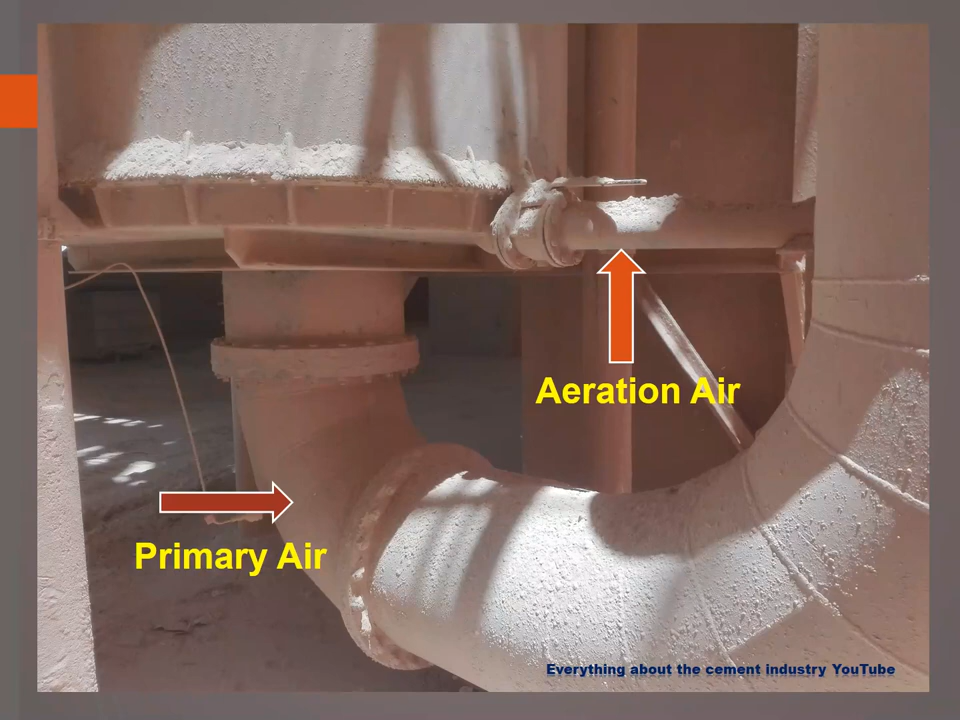 Aeration Air
Primary Air
Everything about the cement industry YouTube